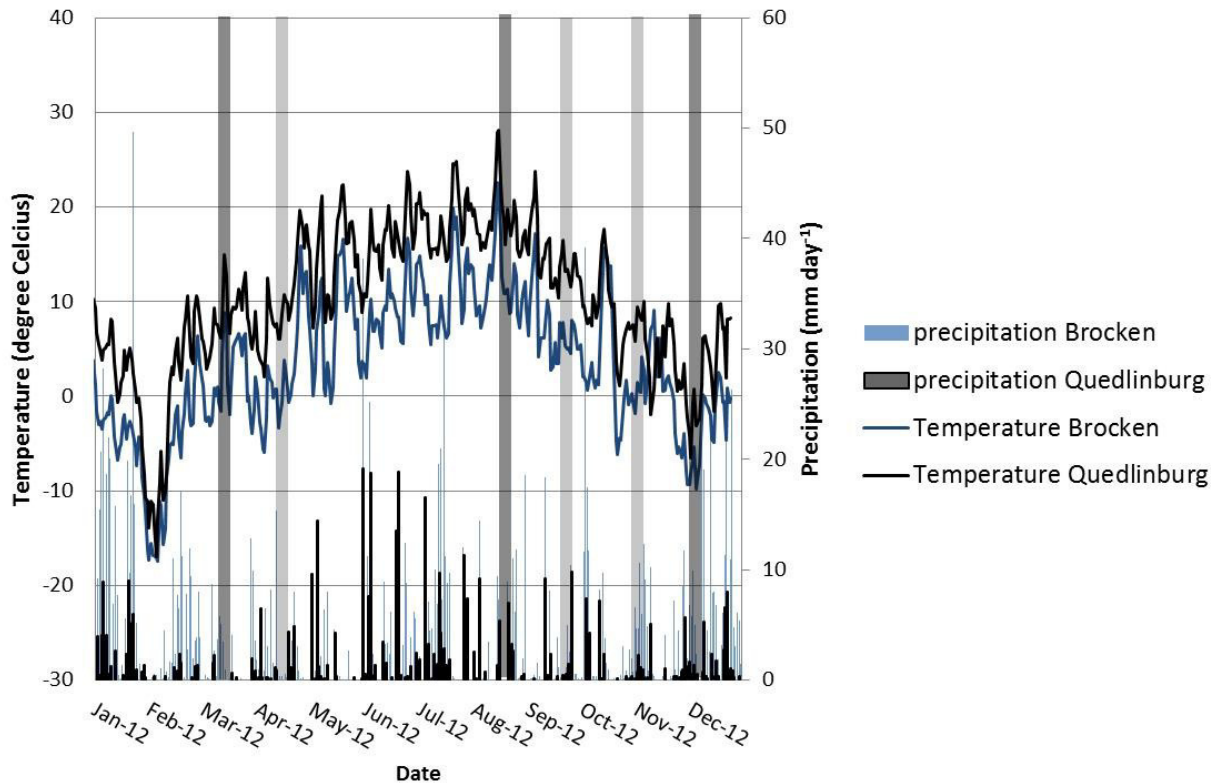 40
30
20
10
0
-10
-20
-30
Temperature (degree Celcius)
60
50
40
30
20
10
0
Precipitation (mm day-1)
Jan-12
Feb-12
Mar-12
Apr-12
May-12
Jun-12
Jul-12
Aug-12
Sep-12
Oct-12
Nov-12
Dec-12
Date
precipitation Brocken
precipitation Quedlinburg
Temperature Brocken
Temperature Quedlinburg